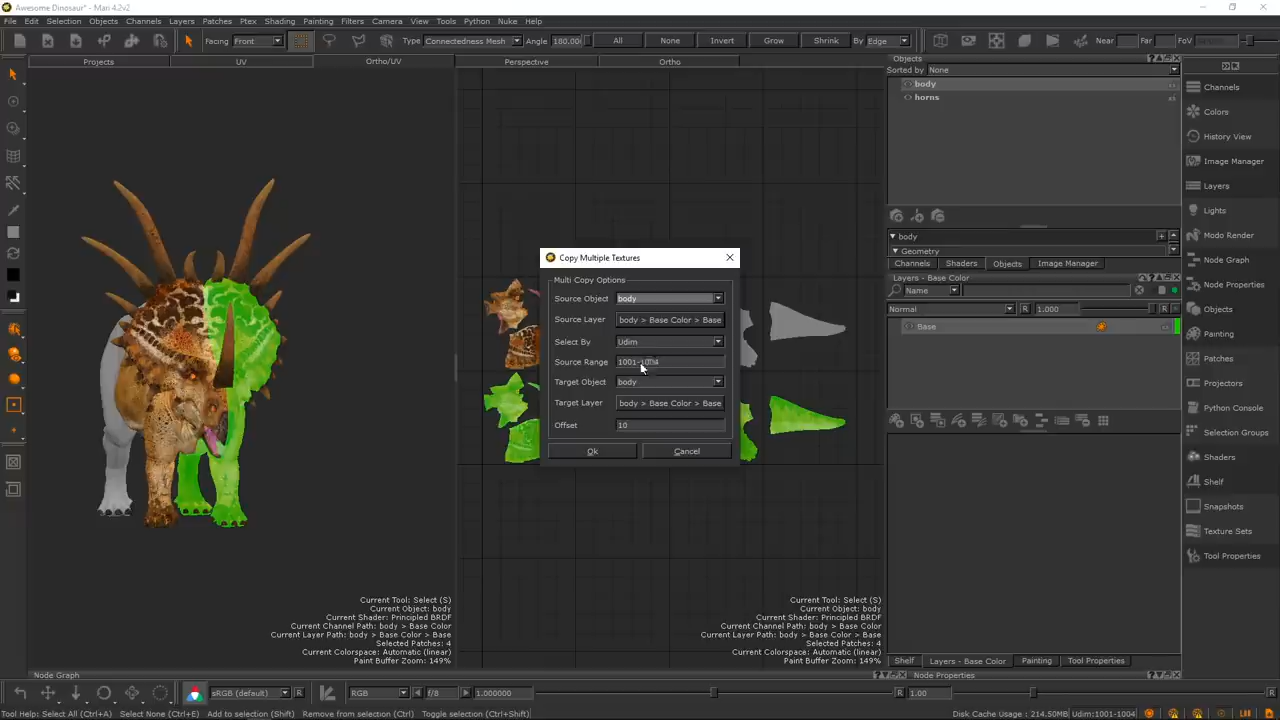 Awesome Dinosaur* - Mari 4.2v2
File Edit Selection Objects Channels Layers Patches Ptex Shading Painting Filters Camera View Tools Python Nuke Help
Facing Front Type Connectedness Mesh Angle 180.00 All None Invert Grow Shrink By Edge Near Far FoV
Projects UV Ortho/UV Perspective Ortho
Objects
Sorted by None
body
horns
body
Geometry
Channels Shaders Objects Image Manager
Layers - Base Color
Name
Normal R 1.000 R
Base
Channels
Colors
History View
Image Manager
Layers
Lights
Modo Render
Node Graph
Node Properties
Objects
Painting
Patches
Projects
Python Console
Selection Groups
Shaders
Shelf
Snapshots
Texture Sets
Tool Properties
Copy Multiple Textures
Multi Copy Options
Source Object body
Source Layer body > Base Color > Base
Select By Udim
Source Range 1001-1004
Target Object body
Target Layer body > Base Color > Base
Offset 10
Ok Cancel
Current Tool: Select (S)
Current Object: body
Current Shader: Principled BRDF
Current Channel Path: body > Base Color
Current Layer Path: body > Base Color > Base
Selected Patches: 4
Current Colorspace: Automatic (linear)
Paint Buffer Zoom: 149%
Current Tool: Select (S)
Current Object: body
Current Shader: Principled BRDF
Current Channel Path: body > Base Color
Current Layer Path: body > Base Color > Base
Selected Patches: 4
Current Colorspace: Automatic (linear)
Paint Buffer Zoom: 149%
Shelf Layers - Base Color Painting Tool Properties
Node Graph
sRGB (default) R RGB f/8 1.000000 R 1.00 R
Tool Help: Select All (Ctrl+A) Select None (Ctrl+E) Add to selection (Shift) Remove from selection (Ctrl) Toggle selection (Ctrl+Shift) Disk Cache Usage : 214.50MB Udim:1001-1004